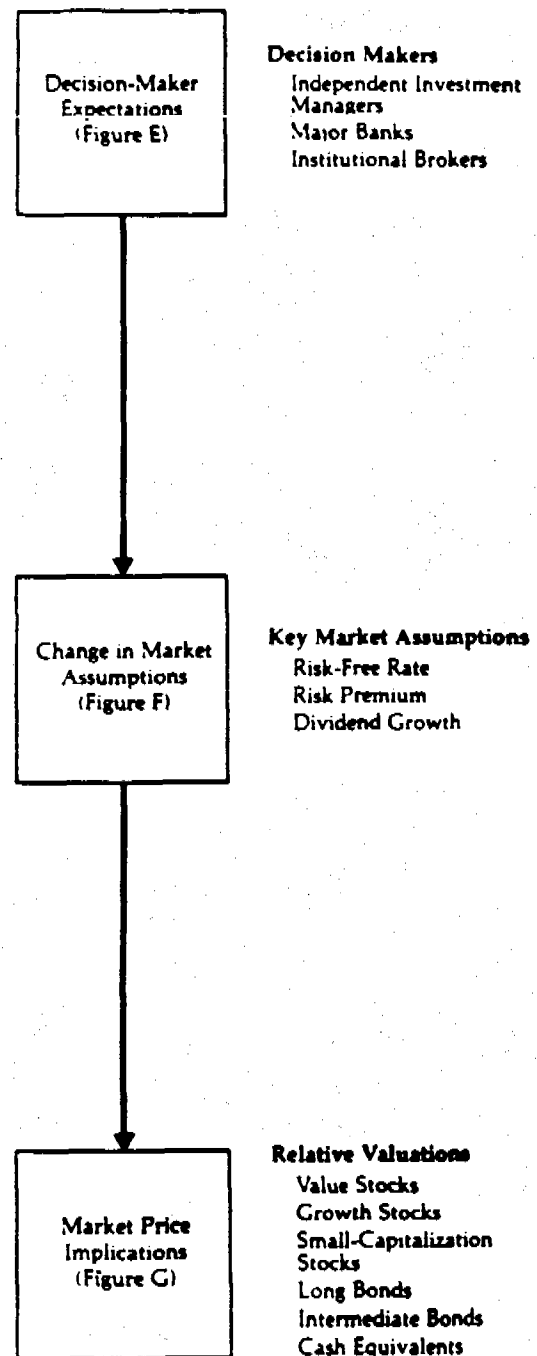 Decision-Maker
Expectations
(Figure E)
Decision Makers
Independent Investment
Managers
Major Banks
Institutional Brokers
Change in Market
Assumptions
(Figure F)
Key Market Assumptions
Risk-Free Rate
Risk Premium
Dividend Growth
Market Price
Implications
(Figure G)
Relative Valuations
Value Stocks
Growth Stocks
Small-Capitalization
Stocks
Long Bonds
Intermediate Bonds
Cash Equivalents